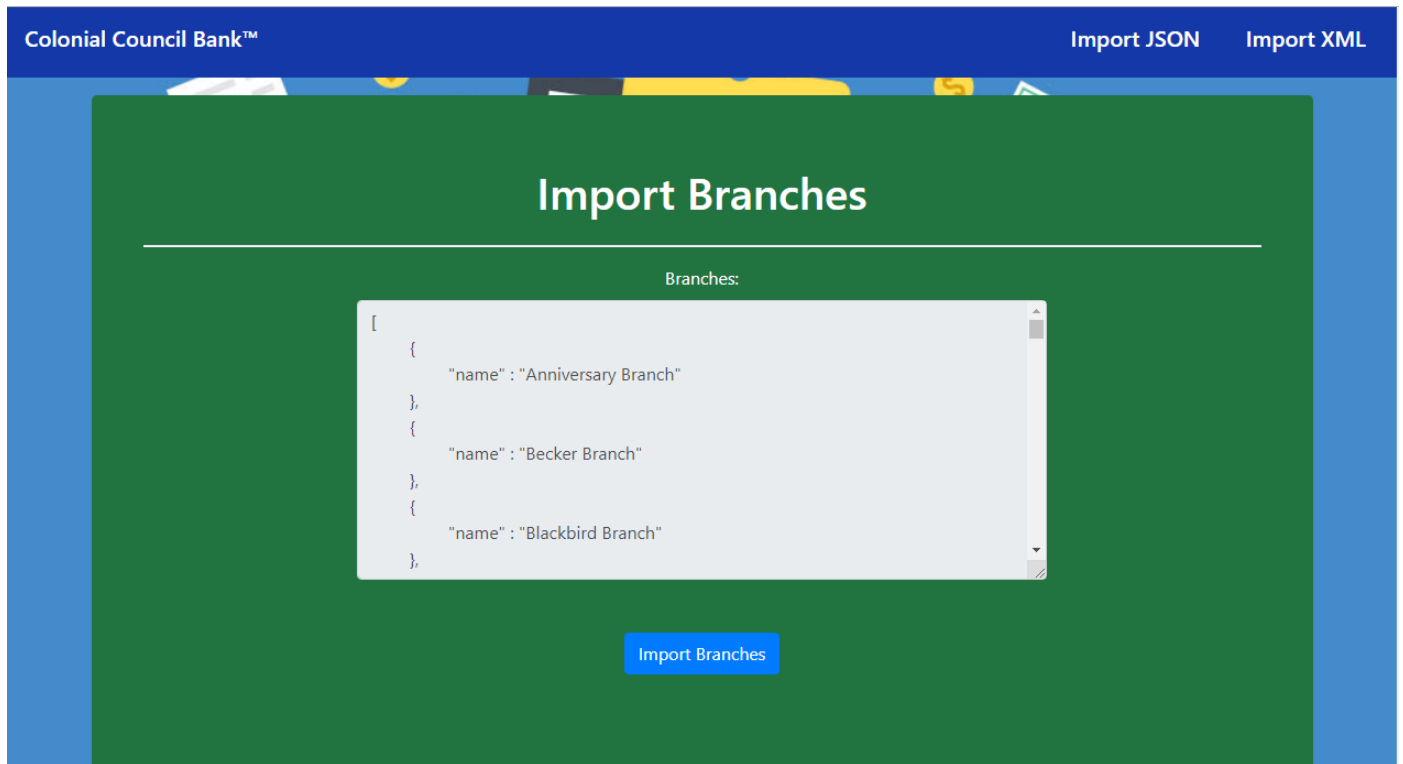 Colonial Council Bank™ Import JSON Import XML
Import Branches
Branches:
[
{
"name" : "Anniversary Branch"
},
{
"name" : "Becker Branch"
},
{
"name" : "Blackbird Branch"
},
Import Branches